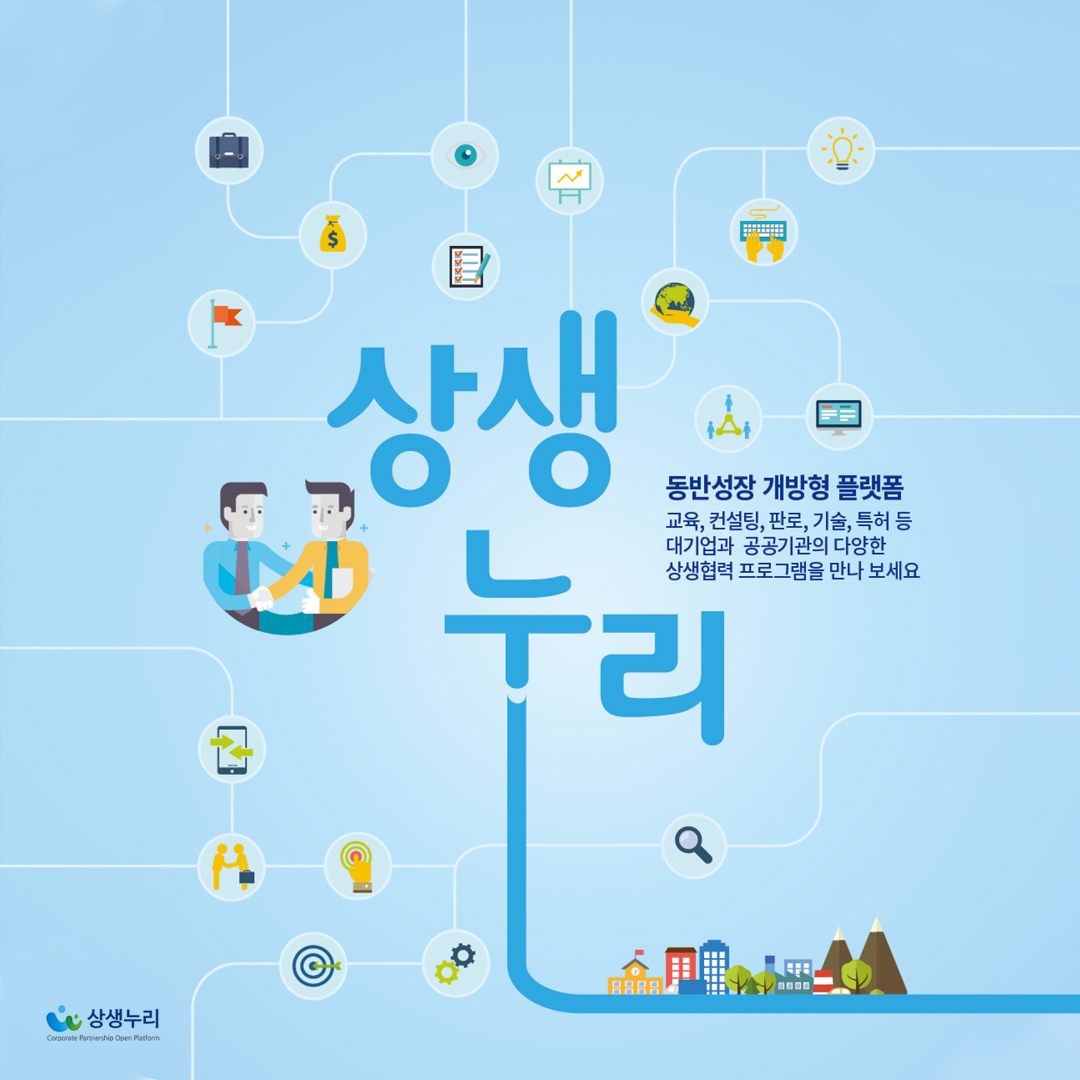 상생
누리
동반성장 개방형 플랫폼
교육, 컨설팅, 판로, 기술, 특허 등
대기업과 공공기관의 다양한
상생협력 프로그램을 만나 보세요
상생누리
Corporate Partnership Open Platform